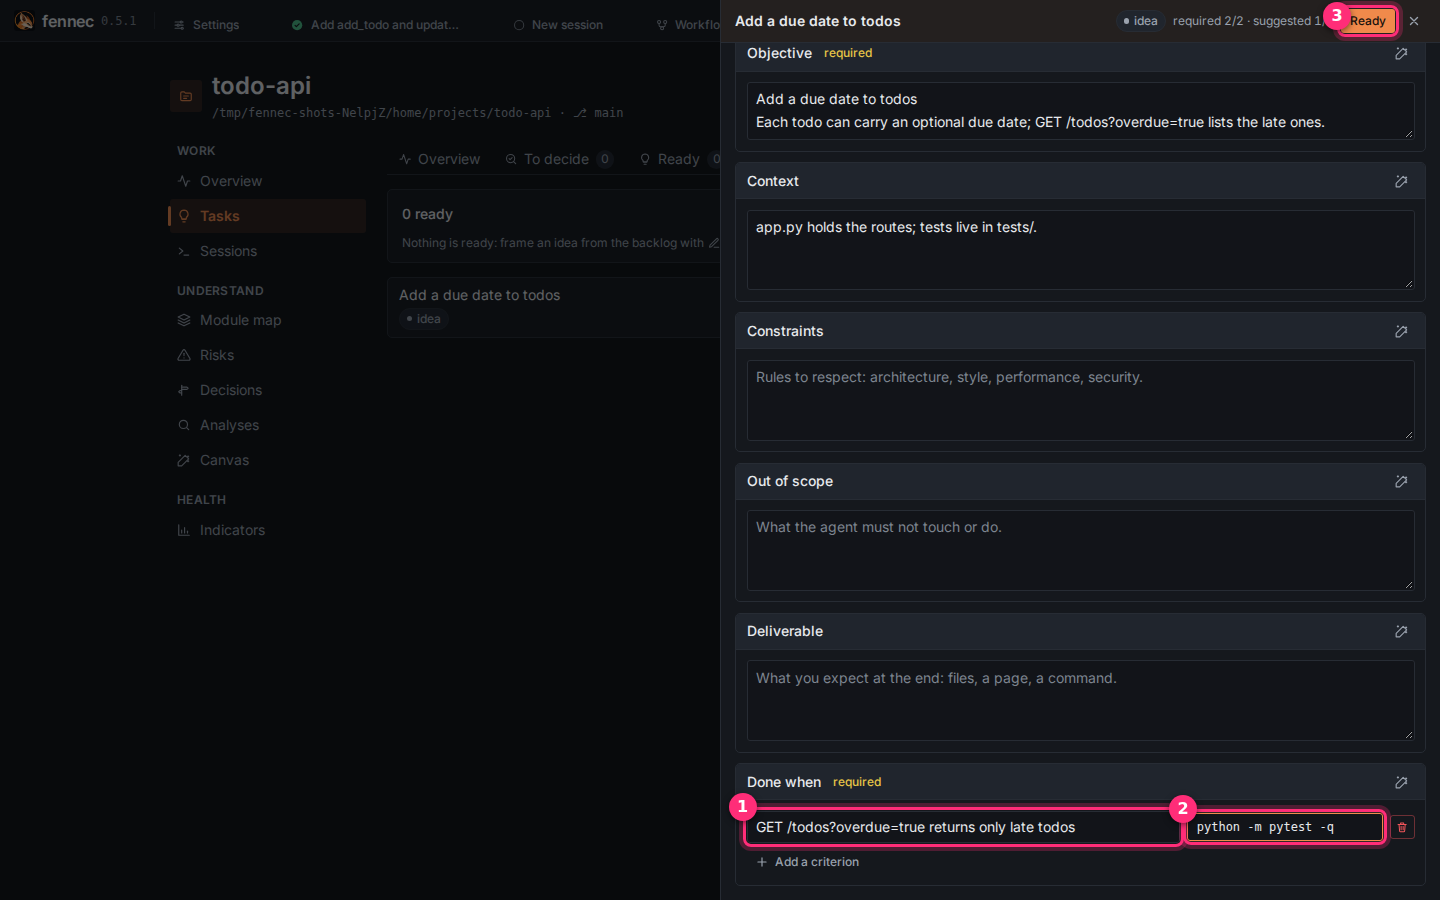 fennec 0.5.1
Settings
Add add_todo and updat...
New session
Workflo
todo-api
/tmp/fennec-shots-NelpjZ/home/projects/todo-api · main
WORK
Overview
Tasks
Sessions
UNDERSTAND
Module map
Risks
Decisions
Analyses
Canvas
HEALTH
Indicators
Overview
To decide 0
Ready 0
0 ready
Nothing is ready: frame an idea from the backlog with
Add a due date to todos
idea
Add a due date to todos
idea
required 2/2 · suggested 1/
3
Ready
Objective required
Add a due date to todos
Each todo can carry an optional due date; GET /todos?overdue=true lists the late ones.
Context
app.py holds the routes; tests live in tests/.
Constraints
Rules to respect: architecture, style, performance, security.
Out of scope
What the agent must not touch or do.
Deliverable
What you expect at the end: files, a page, a command.
Done when required
1
GET /todos?overdue=true returns only late todos
2
python -m pytest -q
Add a criterion